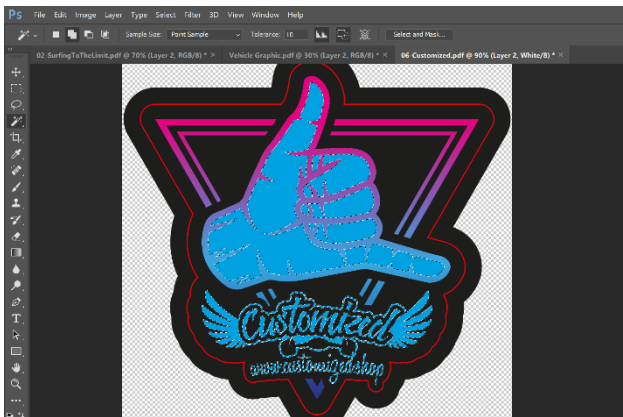 Ps File Edit Image Layer Type Select Filter 3D View Window Help
Sample Size: Point Sample Tolerance: 10 Select and Mask...
02-SurfingToTheLimit.pdf @ 70% (Layer 2, RGB/8) * × Vehicle Graphic.pdf @ 30% (Layer 2, RGB/8) * × 06-Customized.pdf @ 90% (Layer 2, White/8) * ×
Customized
www.customizedshop